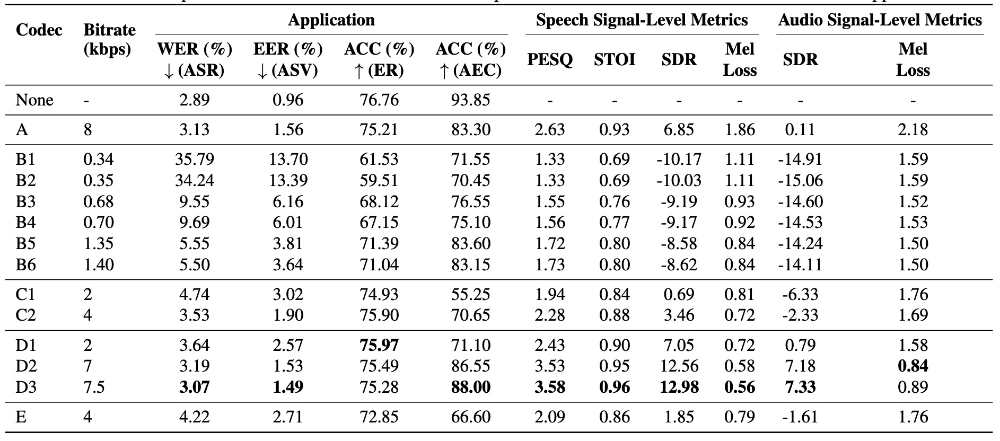 Application Speech Signal-Level Metrics Audio Signal-Level Metrics
Codec Bitrate (kbps) WER (%) ↓ (ASR) EER (%) ↓ (ASV) ACC (%) ↑ (ER) ACC (%) ↑ (AEC) PESQ STOI SDR Mel Loss SDR Mel Loss
None - 2.89 0.96 76.76 93.85 - - - - - -
A 8 3.13 1.56 75.21 83.30 2.63 0.93 6.85 1.86 0.11 2.18
B1 0.34 35.79 13.70 61.53 71.55 1.33 0.69 -10.17 1.11 -14.91 1.59
B2 0.35 34.24 13.39 59.51 70.45 1.33 0.69 -10.03 1.11 -15.06 1.59
B3 0.68 9.55 6.16 68.12 76.55 1.55 0.76 -9.19 0.93 -14.60 1.52
B4 0.70 9.69 6.01 67.15 75.10 1.56 0.77 -9.17 0.92 -14.53 1.53
B5 1.35 5.55 3.81 71.39 83.60 1.72 0.80 -8.58 0.84 -14.24 1.50
B6 1.40 5.50 3.64 71.04 83.15 1.73 0.80 -8.62 0.84 -14.11 1.50
C1 2 4.74 3.02 74.93 55.25 1.94 0.84 0.69 0.81 -6.33 1.76
C2 4 3.53 1.90 75.90 70.65 2.28 0.88 3.46 0.72 -2.33 1.69
D1 2 3.64 2.57 75.97 71.10 2.43 0.90 7.05 0.72 0.79 1.58
D2 7 3.19 1.53 75.49 86.55 3.53 0.95 12.56 0.58 7.18 0.84
D3 7.5 3.07 1.49 75.28 88.00 3.58 0.96 12.98 0.56 7.33 0.89
E 4 4.22 2.71 72.85 66.60 2.09 0.86 1.85 0.79 -1.61 1.76